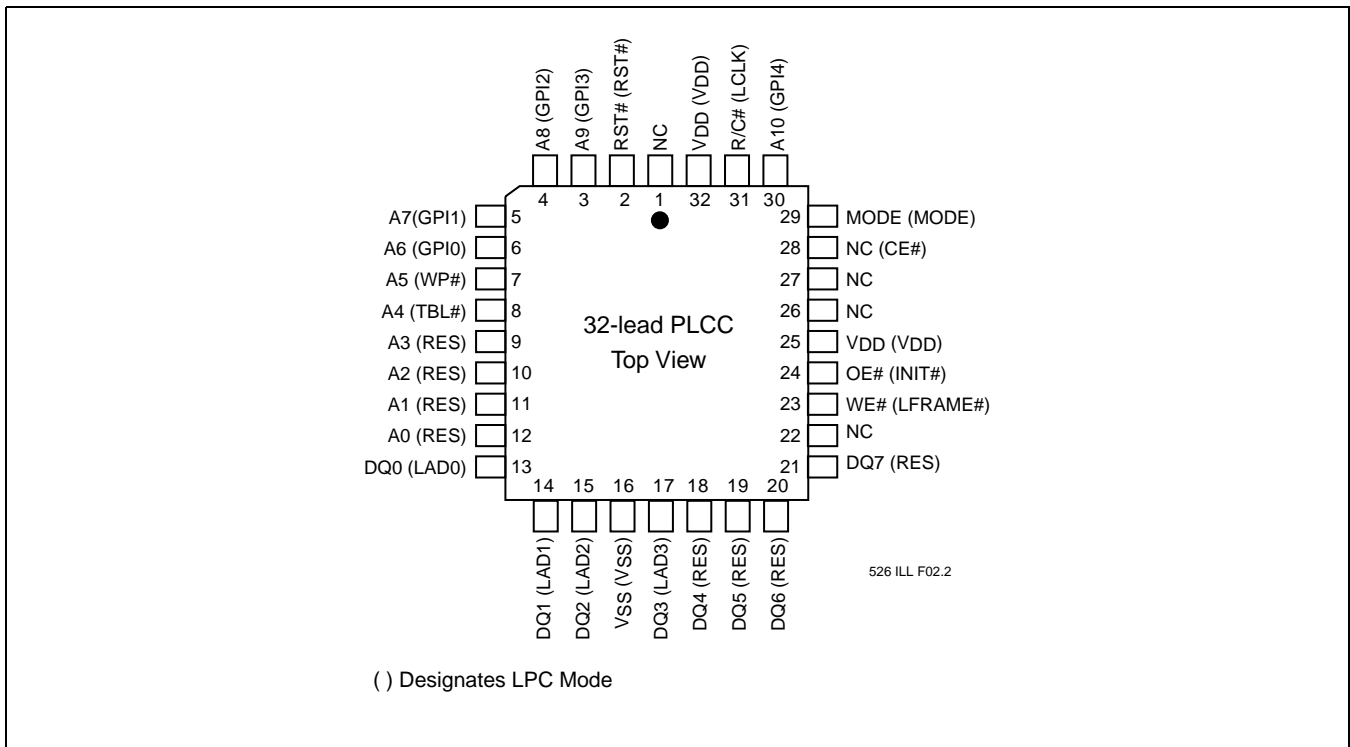 A8 (GPI2)
A9 (GPI3)
RST# (RST#)
NC
VDD (VDD)
R/C# (LCLK)
A10 (GPI4)
4
3
2
1
32
31
30
A7(GPI1)
5
A6 (GPI0)
6
A5 (WP#)
7
A4 (TBL#)
8
A3 (RES)
9
A2 (RES)
10
A1 (RES)
11
A0 (RES)
12
DQ0 (LAD0)
13
32-lead PLCC
Top View
29
MODE (MODE)
28
NC (CE#)
27
NC
26
NC
25
VDD (VDD)
24
OE# (INIT#)
23
WE# (LFRAME#)
22
NC
21
DQ7 (RES)
14
15
16
17
18
19
20
DQ1 (LAD1)
DQ2 (LAD2)
VSS (VSS)
DQ3 (LAD3)
DQ4 (RES)
DQ5 (RES)
DQ6 (RES)
526 ILL F02.2
( ) Designates LPC Mode